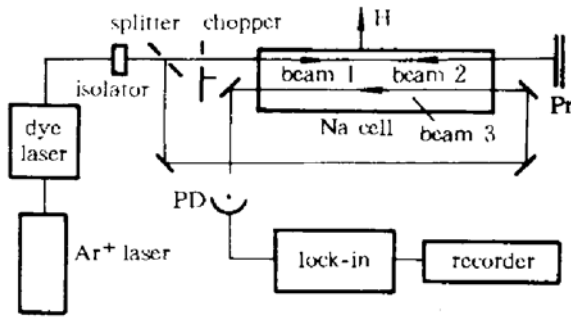 splitter chopper
H
isolator
beam 1
beam 2
Pr
dye
laser
Na cell
beam 3
PD
Ar+ laser
lock-in
recorder